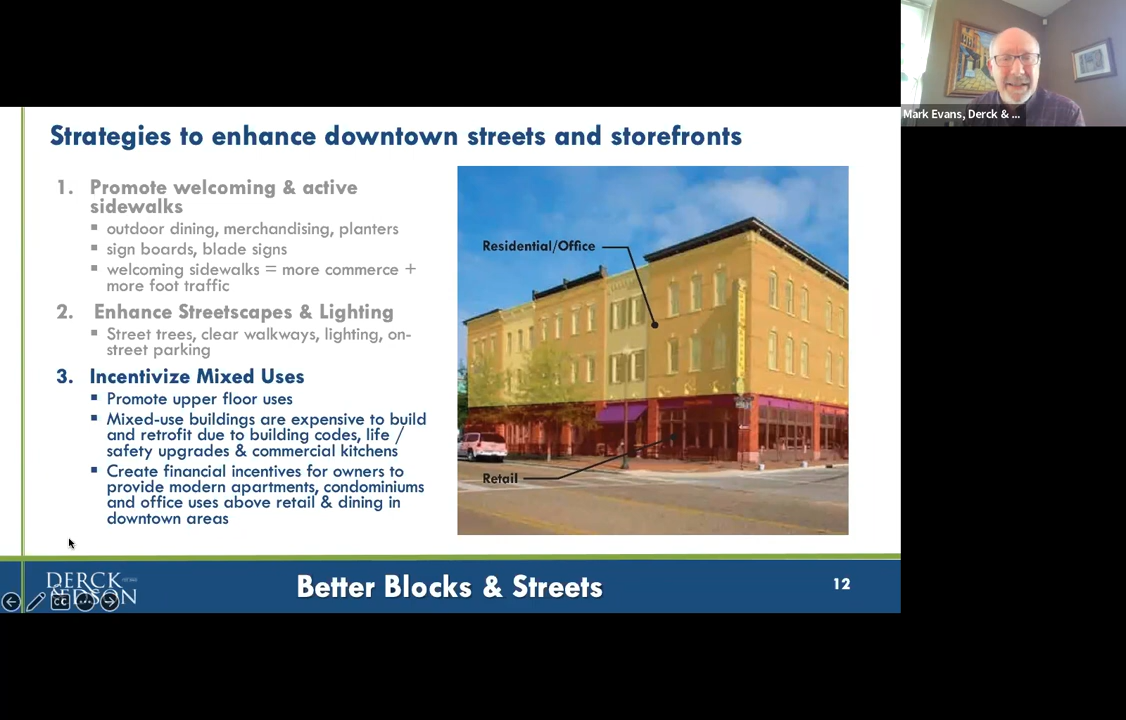 Mark Evans, Derck & ...
Strategies to enhance downtown streets and storefronts
1. Promote welcoming & active
sidewalks
▪ outdoor dining, merchandising, planters
▪ sign boards, blade signs
▪ welcoming sidewalks = more commerce +
more foot traffic
2. Enhance Streetscapes & Lighting
▪ Street trees, clear walkways, lighting, on-
street parking
3. Incentivize Mixed Uses
▪ Promote upper floor uses
▪ Mixed-use buildings are expensive to build
and retrofit due to building codes, life /
safety upgrades & commercial kitchens
▪ Create financial incentives for owners to
provide modern apartments, condominiums
and office uses above retail & dining in
downtown areas
Residential/Office
Retail
DERCK
CC
Better Blocks & Streets
12